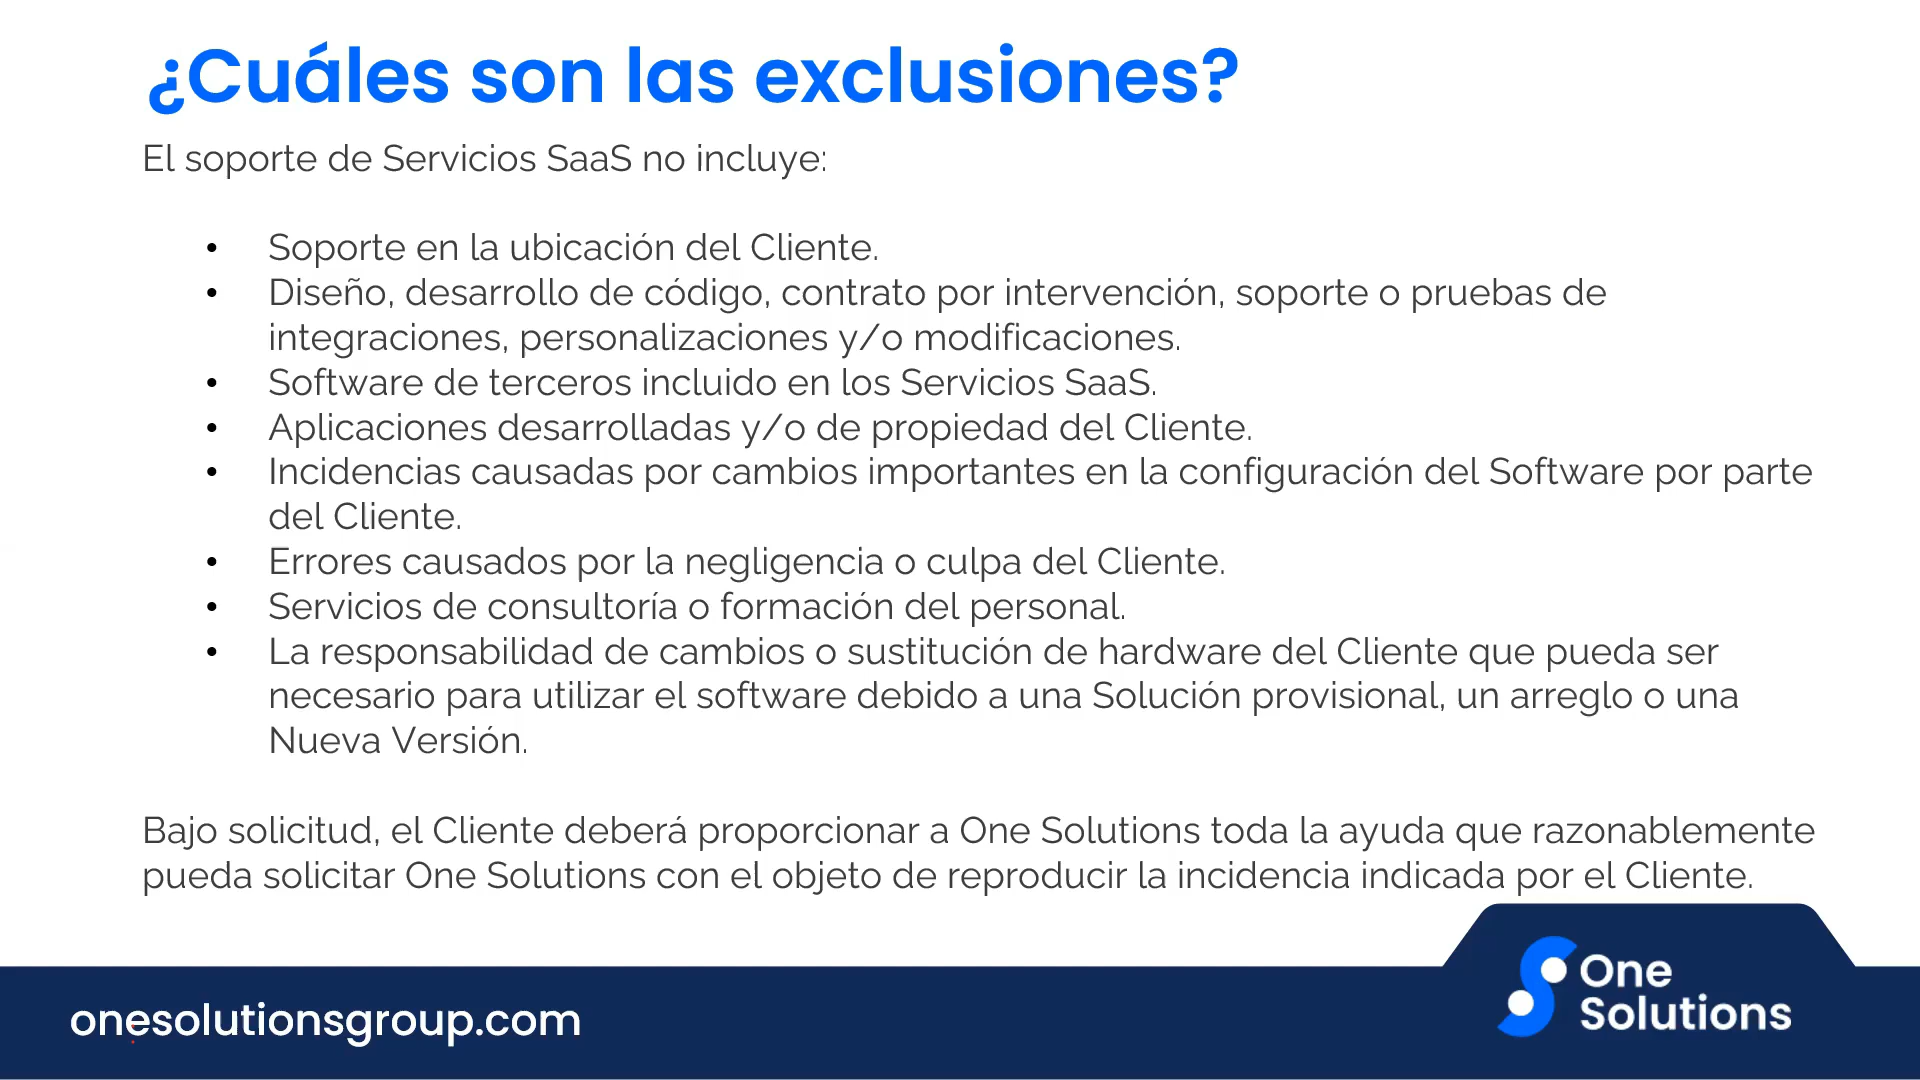 ¿Cuáles son las exclusiones?
El soporte de Servicios SaaS no incluye:
• Soporte en la ubicación del Cliente.
• Diseño, desarrollo de código, contrato por intervención, soporte o pruebas de
integraciones, personalizaciones y/o modificaciones.
• Software de terceros incluido en los Servicios SaaS.
• Aplicaciones desarrolladas y/o de propiedad del Cliente.
• Incidencias causadas por cambios importantes en la configuración del Software por parte
del Cliente.
• Errores causados por la negligencia o culpa del Cliente.
• Servicios de consultoría o formación del personal.
• La responsabilidad de cambios o sustitución de hardware del Cliente que pueda ser
necesario para utilizar el software debido a una Solución provisional, un arreglo o una
Nueva Versión.
Bajo solicitud, el Cliente deberá proporcionar a One Solutions toda la ayuda que razonablemente
pueda solicitar One Solutions con el objeto de reproducir la incidencia indicada por el Cliente.
onesolutionsgroup.com
One
Solutions